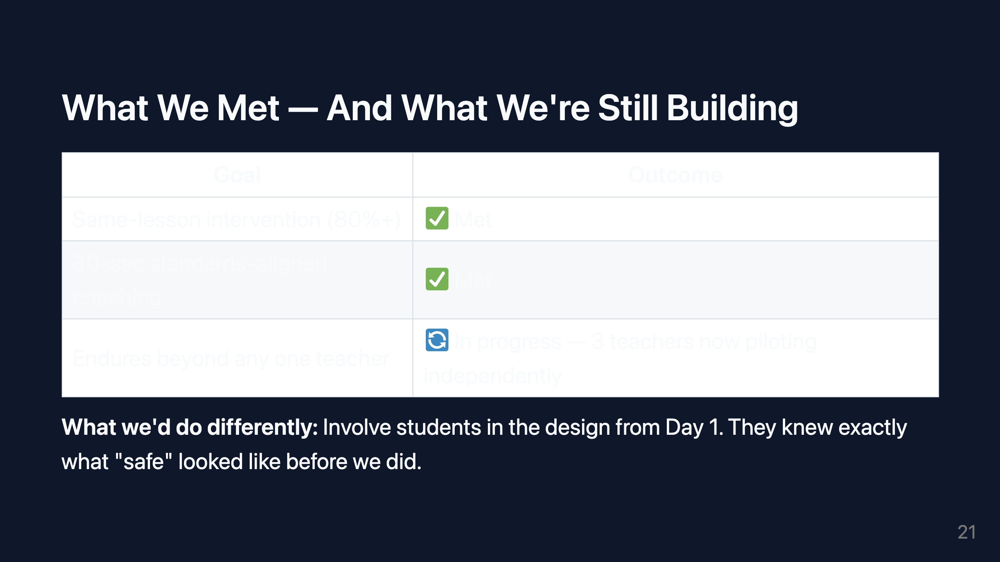 What We Met — And What We're Still Building
Goal
Outcome
Same-lesson intervention (80%+)
✅ Met
30-sec standards-aligned
coaching
✅ Met
Endures beyond any one teacher
🔄 In progress — 3 teachers now piloting
independently
What we'd do differently: Involve students in the design from Day 1. They knew exactly
what "safe" looked like before we did.
21